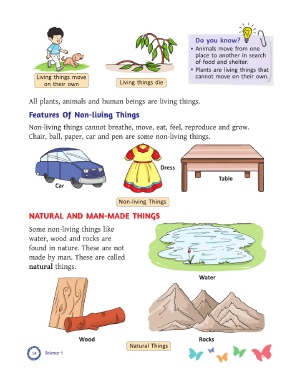 Living things move
on their own
Living things die
Do you know?
• Animals move from one
place to another in search
of food and shelter.
• Plants are living things that
cannot move on their own.
All plants, animals and human beings are living things.
Features Of Non-living Things
Non-living things cannot breathe, move, eat, feel, reproduce and grow.
Chair, ball, paper, car and pen are some non-living things.
Car
Dress
Table
Non-living Things
NATURAL AND MAN-MADE THINGS
Some non-living things like
water, wood and rocks are
found in nature. These are not
made by man. These are called
natural things.
Water
Wood
Rocks
Natural Things